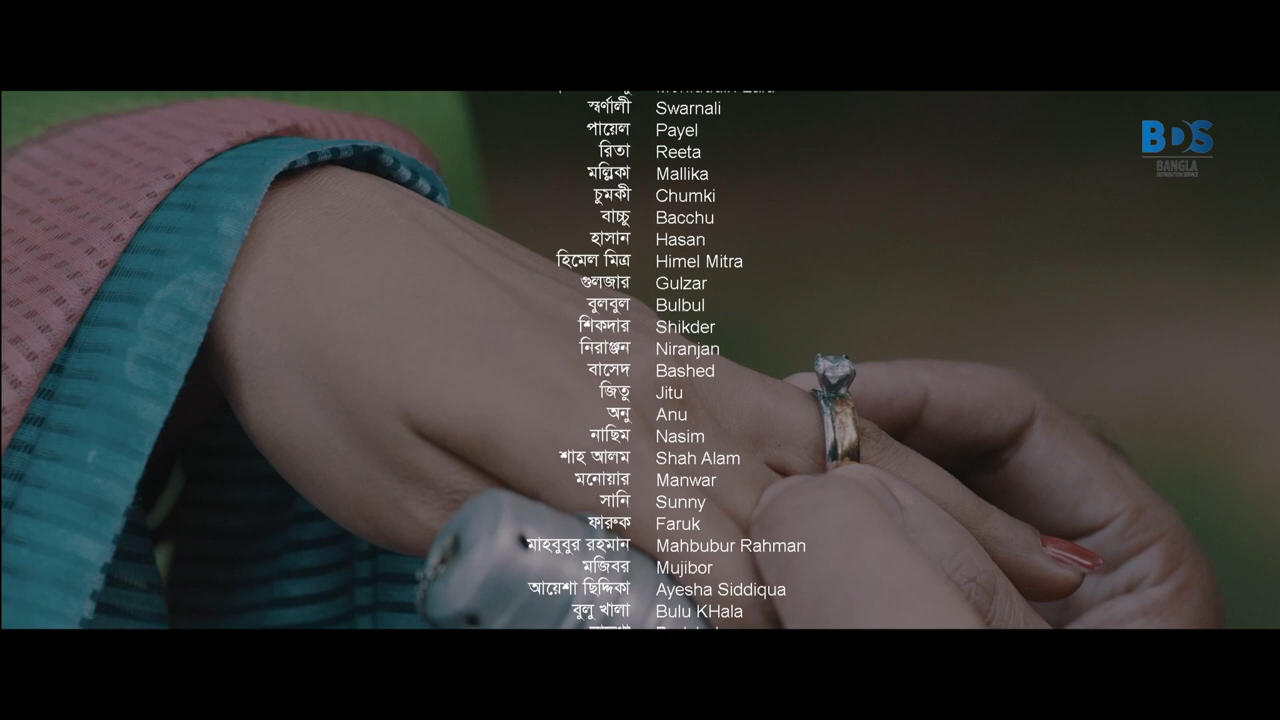 স্বর্ণালী Swarnali
পায়েল Payel
রিতা Reeta
মল্লিকা Mallika
চুমকী Chumki
বাচ্চু Bacchu
হাসান Hasan
হিমেল মিত্র Himel Mitra
গুলজার Gulzar
বুলবুল Bulbul
শিকদার Shikder
নিরাঞ্জন Niranjan
বাসেদ Bashed
জিতু Jitu
অনু Anu
নাছিম Nasim
শাহ আলম Shah Alam
মনোয়ার Manwar
সানি Sunny
ফারুক Faruk
মাহবুবুর রহমান Mahbubur Rahman
মজিবর Mujibor
আয়েশা ছিদ্দিকা Ayesha Siddiqua
বুলু খালা Bulu KHala
BDS
BANGLA
DISTRIBUTION SERVICE